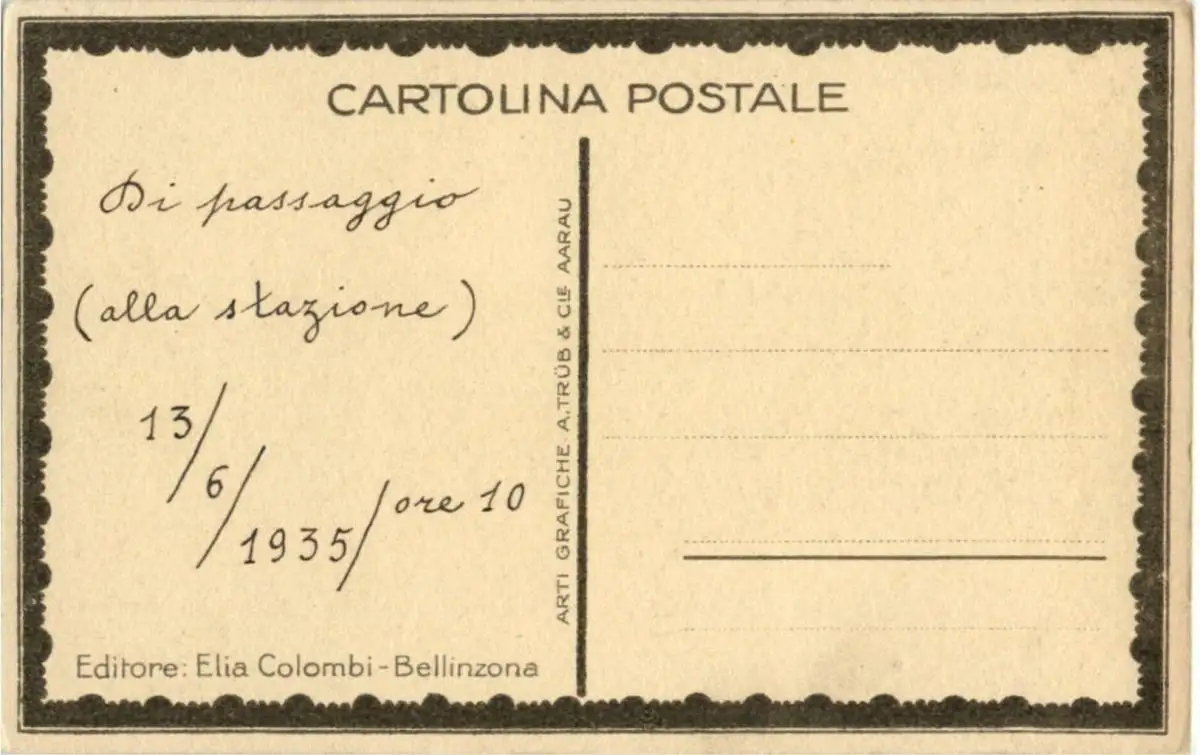 CARTOLINA POSTALE
Di passaggio
(alla stazione)
13/6/1935/ore 10
Editore: Elia Colombi-Bellinzona
ARTI GRAFICHE A. TRÜB & CIE AARAU